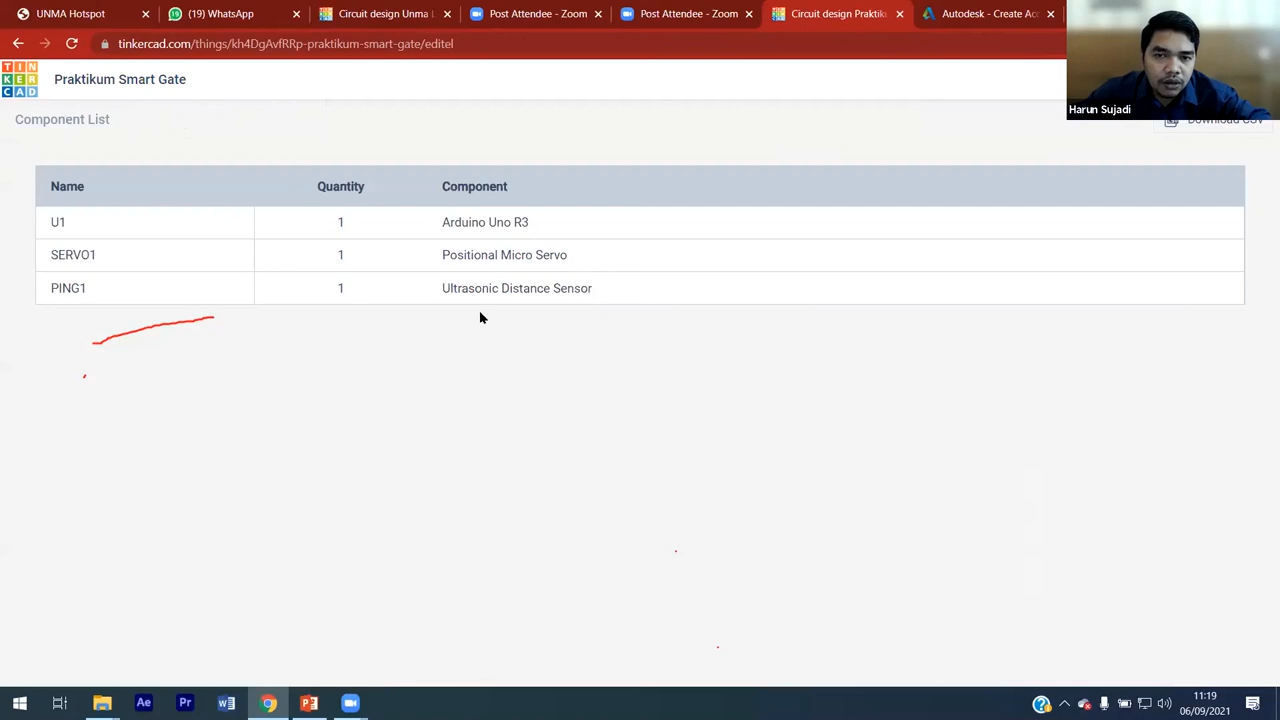 UNMA Hotspot
(19) WhatsApp
Circuit design Unma
Post Attendee - Zoom
Post Attendee - Zoom
Circuit design Praktik
Autodesk - Create Acc
tinkercad.com/things/kh4DgAvfRRp-praktikum-smart-gate/editel
TIN
KER
CAD
Praktikum Smart Gate
Harun Sujadi
Component List
Download CSV
Name Quantity Component
U1 1 Arduino Uno R3
SERVO1 1 Positional Micro Servo
PING1 1 Ultrasonic Distance Sensor
Ae
Pr
11:19
06/09/2021